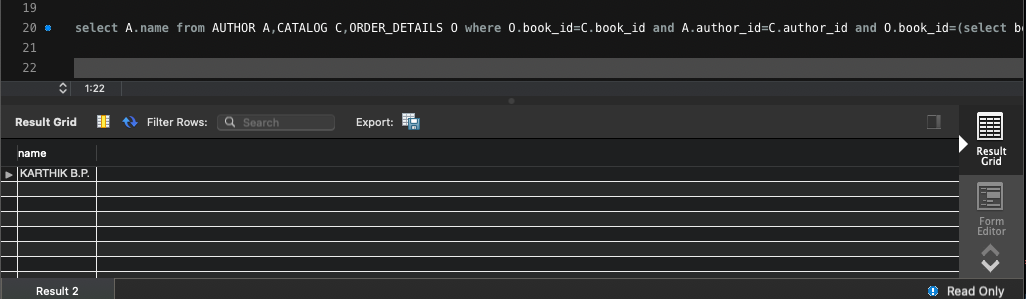 19
20 select A.name from AUTHOR A,CATALOG C,ORDER_DETAILS O where O.book_id=C.book_id and A.author_id=C.author_id and O.book_id=(select
21
22
1:22
Result Grid Filter Rows: Search Export:
name
KARTHIK B.P.
Result
Grid
Form
Editor
Result 2 Read Only